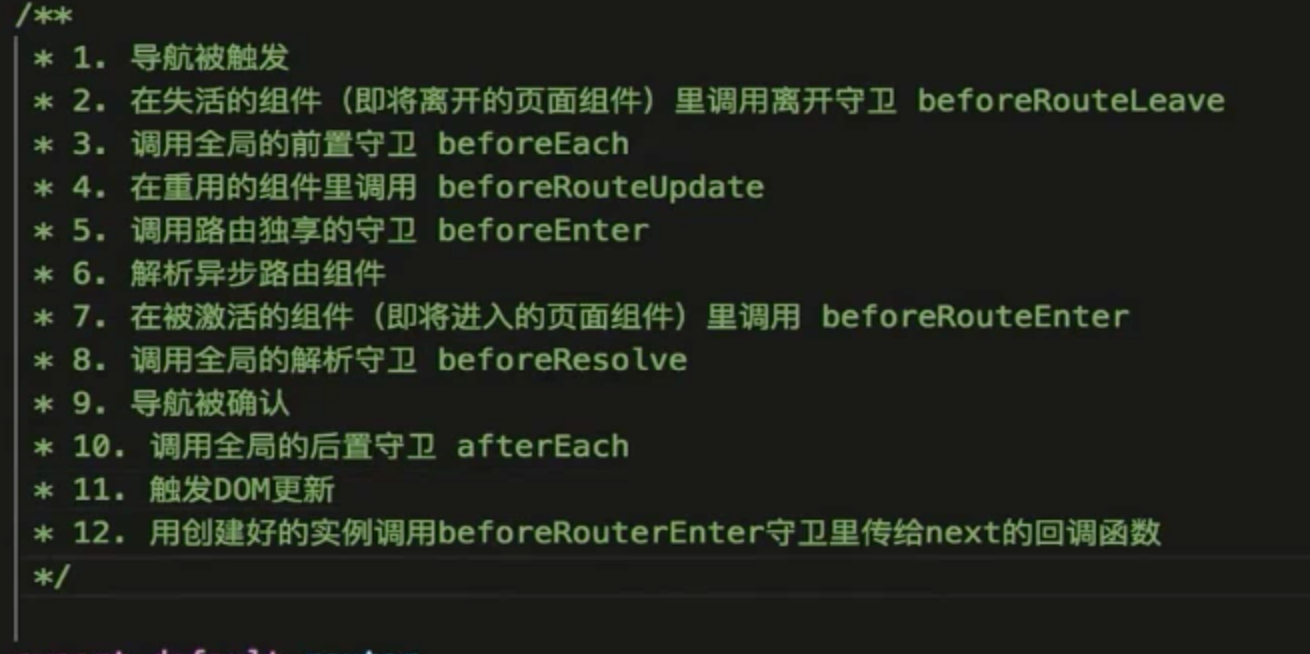 /**
* 1. 导航被触发
* 2. 在失活的组件（即将离开的页面组件）里调用离开守卫 beforeRouteLeave
* 3. 调用全局的前置守卫 beforeEach
* 4. 在重用的组件里调用 beforeRouteUpdate
* 5. 调用路由独享的守卫 beforeEnter
* 6. 解析异步路由组件
* 7. 在被激活的组件（即将进入的页面组件）里调用 beforeRouteEnter
* 8. 调用全局的解析守卫 beforeResolve
* 9. 导航被确认
* 10. 调用全局的后置守卫 afterEach
* 11. 触发DOM更新
* 12. 用创建好的实例调用beforeRouterEnter守卫里传给next的回调函数
*/